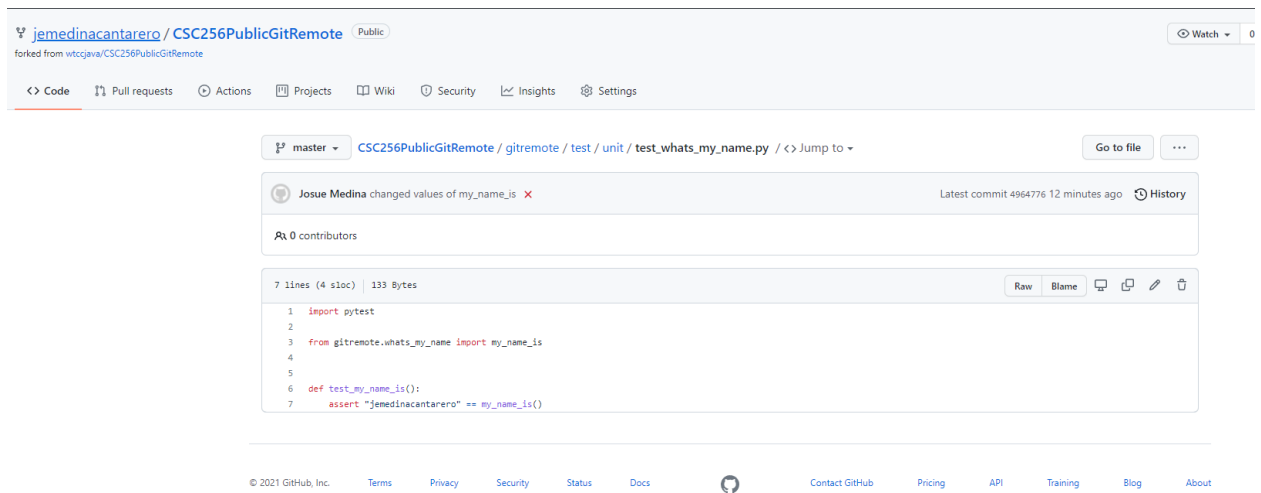 jemedinacantarero / CSC256PublicGitRemote Public
Watch 0
forked from wtccjava/CSC256PublicGitRemote
Code Pull requests Actions Projects Wiki Security Insights Settings
master CSC256PublicGitRemote / gitremote / test / unit / test_whats_my_name.py / <> Jump to Go to file ...
Josue Medina changed values of my_name_is Latest commit 4964776 12 minutes ago History
0 contributors
7 lines (4 sloc) 133 Bytes Raw Blame
1 import pytest
2
3 from gitremote.whats_my_name import my_name_is
4
5
6 def test_my_name_is():
7 assert "jemedinacantarero" == my_name_is()
© 2021 GitHub, Inc. Terms Privacy Security Status Docs Contact GitHub Pricing API Training Blog About